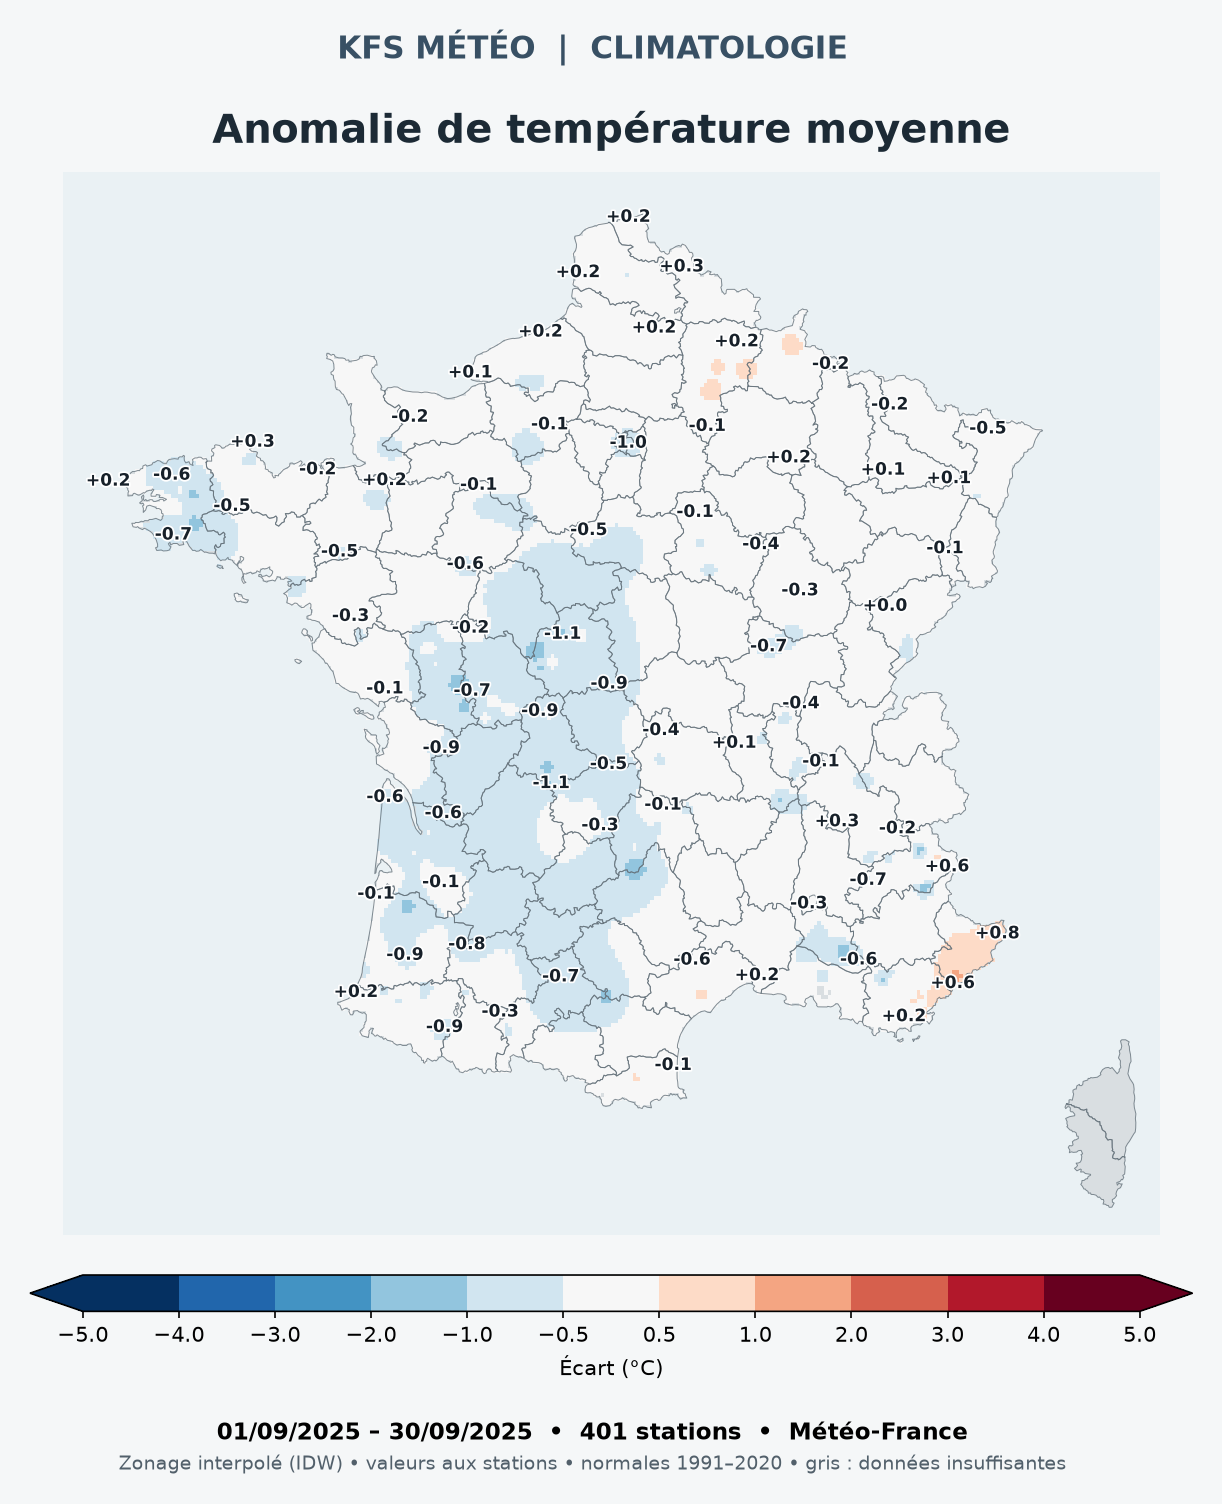 KFS MÉTÉO | CLIMATOLOGIE
Anomalie de température moyenne
+0.2
+0.2 +0.3
+0.2 +0.2 +0.2
+0.1 -0.2
-0.2 -0.1 -1.0 -0.1 -0.2 -0.5
+0.3 -0.2 +0.2 +0.1
+0.2 -0.6 +0.2 -0.1 +0.1
-0.5 -0.1
-0.7 -0.5 -0.5 -0.4 -0.1
-0.6 -0.3 +0.0
-0.3 -0.2 -1.1 -0.7
-0.1 -0.7 -0.9
-0.9 -0.4 -0.4
-0.9 -0.5 +0.1 -0.1
-0.6 -1.1 -0.1
-0.6 -0.3 +0.3 -0.2
-0.1 -0.1 -0.7 +0.6
-0.3
-0.9 -0.8 -0.6 -0.6 +0.8
+0.2 -0.7 +0.2 +0.6
-0.9 -0.3 +0.2
-0.1
−5.0 −4.0 −3.0 −2.0 −1.0 −0.5 0.5 1.0 2.0 3.0 4.0 5.0
Écart (°C)
01/09/2025 – 30/09/2025 • 401 stations • Météo-France
Zonage interpolé (IDW) • valeurs aux stations • normales 1991–2020 • gris : données insuffisantes